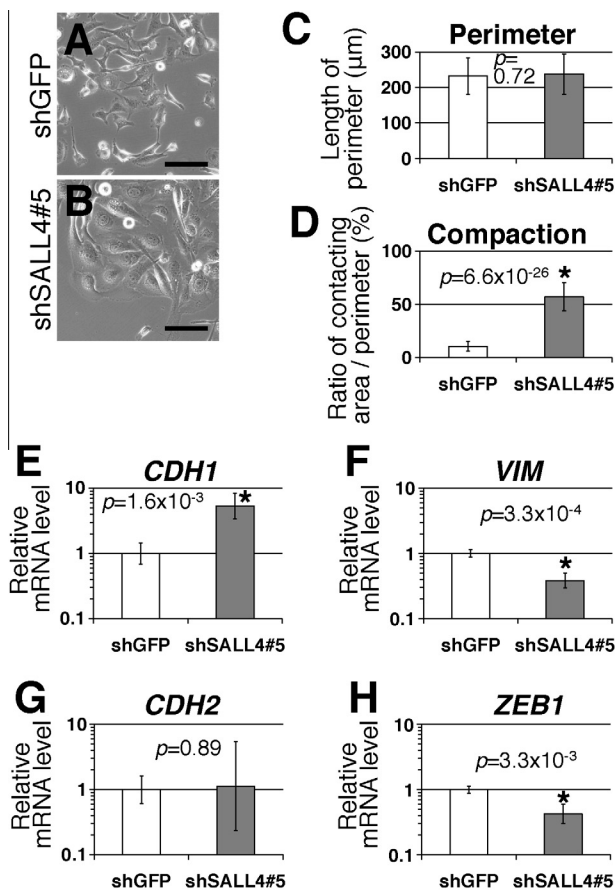 A
shGFP
B
shSALL4#5
C
Perimeter
Length of
perimeter (µm)
300
200
100
0
p=
0.72
shGFP
shSALL4#5
D
Compaction
Ratio of contacting
area / perimeter (%)
100
50
0
p=6.6x10-26
*
shGFP
shSALL4#5
E
CDH1
Relative
mRNA level
10
1
0.1
p=1.6x10-3
*
shGFP
shSALL4#5
F
VIM
Relative
mRNA level
10
1
0.1
p=3.3x10-4
*
shGFP
shSALL4#5
G
CDH2
Relative
mRNA level
10
1
0.1
p=0.89
shGFP
shSALL4#5
H
ZEB1
Relative
mRNA level
10
1
0.1
p=3.3x10-3
*
shGFP
shSALL4#5